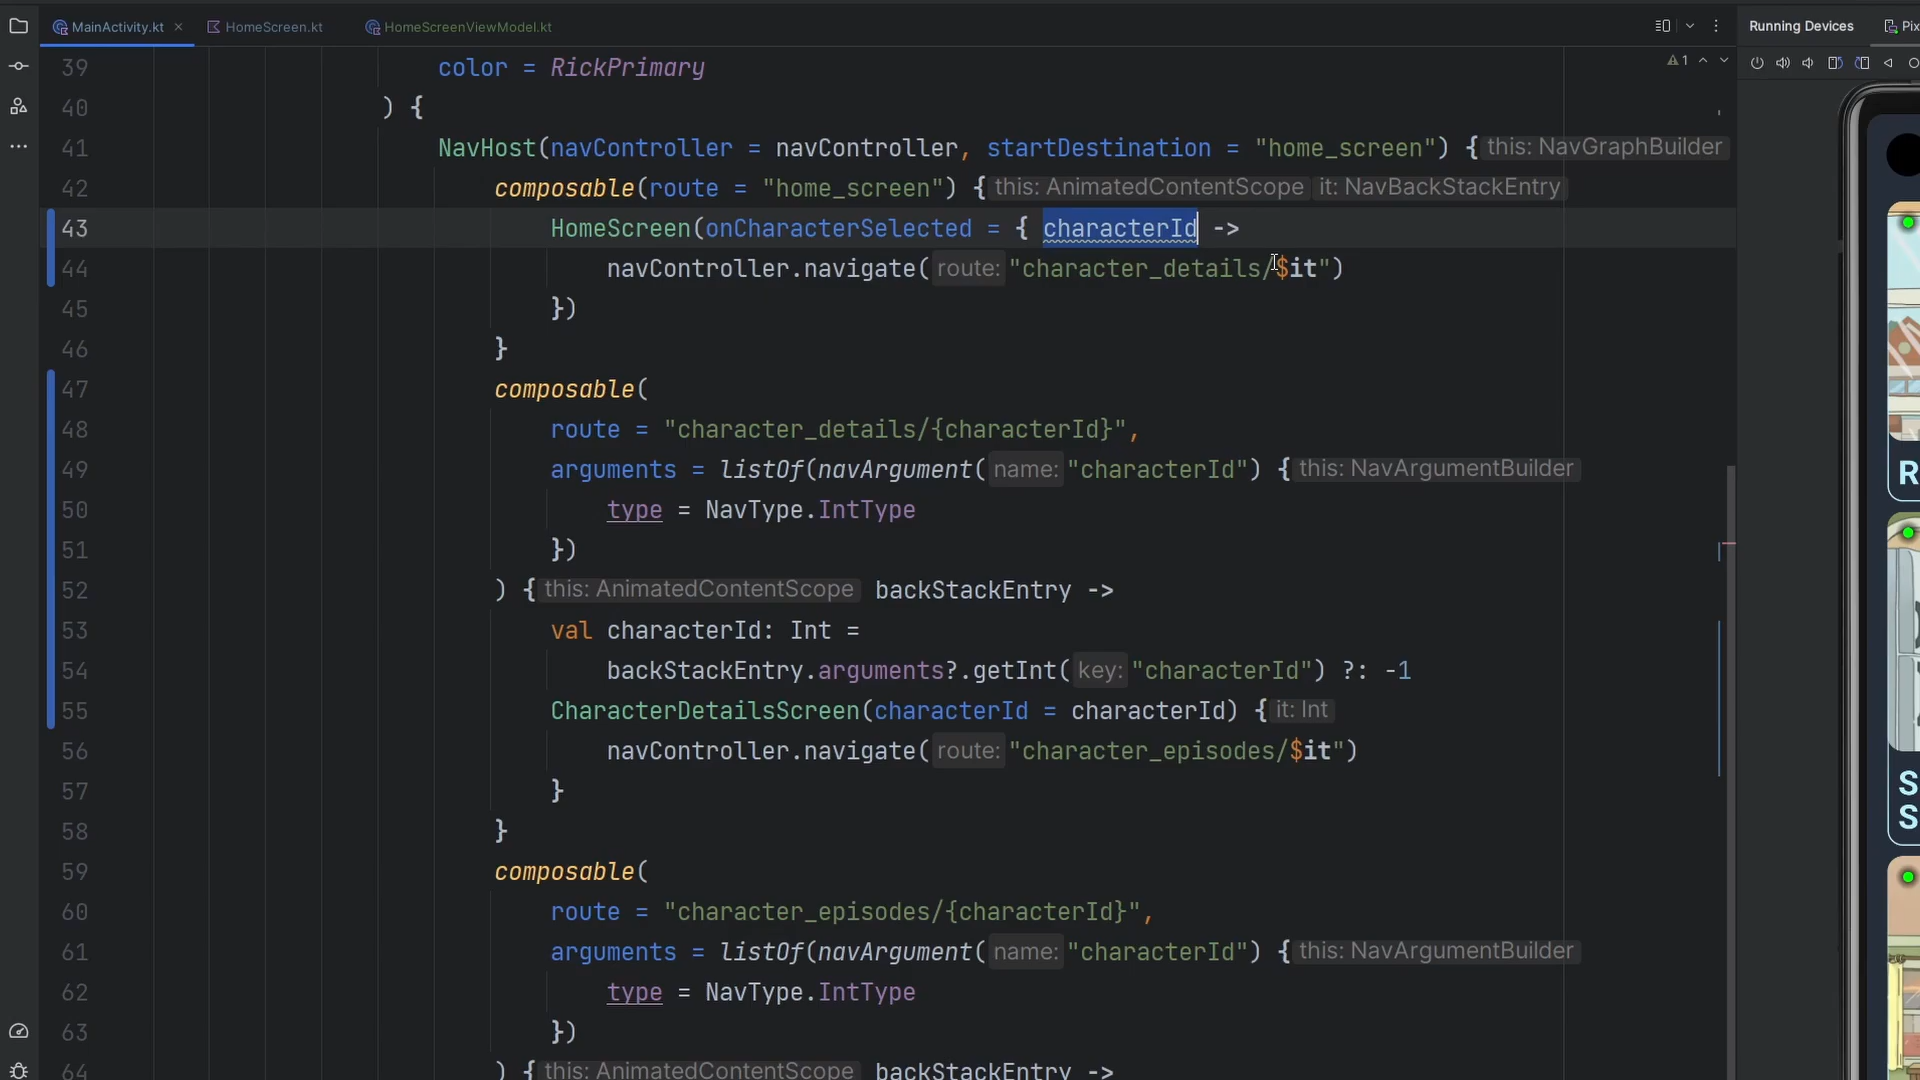 MainActivity.kt
HomeScreen.kt
HomeScreenViewModel.kt
Running Devices
Pix
1
39 color = RickPrimary
40 ) {
41 NavHost(navController = navController, startDestination = "home_screen") { this: NavGraphBuilder
42 composable(route = "home_screen") { this: AnimatedContentScope it: NavBackStackEntry
43 HomeScreen(onCharacterSelected = { characterId ->
44 navController.navigate( route: "character_details/$it")
45 })
46 }
47 composable(
48 route = "character_details/{characterId}",
49 arguments = listOf(navArgument( name: "characterId") { this: NavArgumentBuilder
50 type = NavType.IntType
51 })
52 ) { this: AnimatedContentScope backStackEntry ->
53 val characterId: Int =
54 backStackEntry.arguments?.getInt( key: "characterId") ?: -1
55 CharacterDetailsScreen(characterId = characterId) { it: Int
56 navController.navigate( route: "character_episodes/$it")
57 }
58 }
59 composable(
60 route = "character_episodes/{characterId}",
61 arguments = listOf(navArgument( name: "characterId") { this: NavArgumentBuilder
62 type = NavType.IntType
63 })
64 ) { this: AnimatedContentScope backStackEntry ->
R
S
S